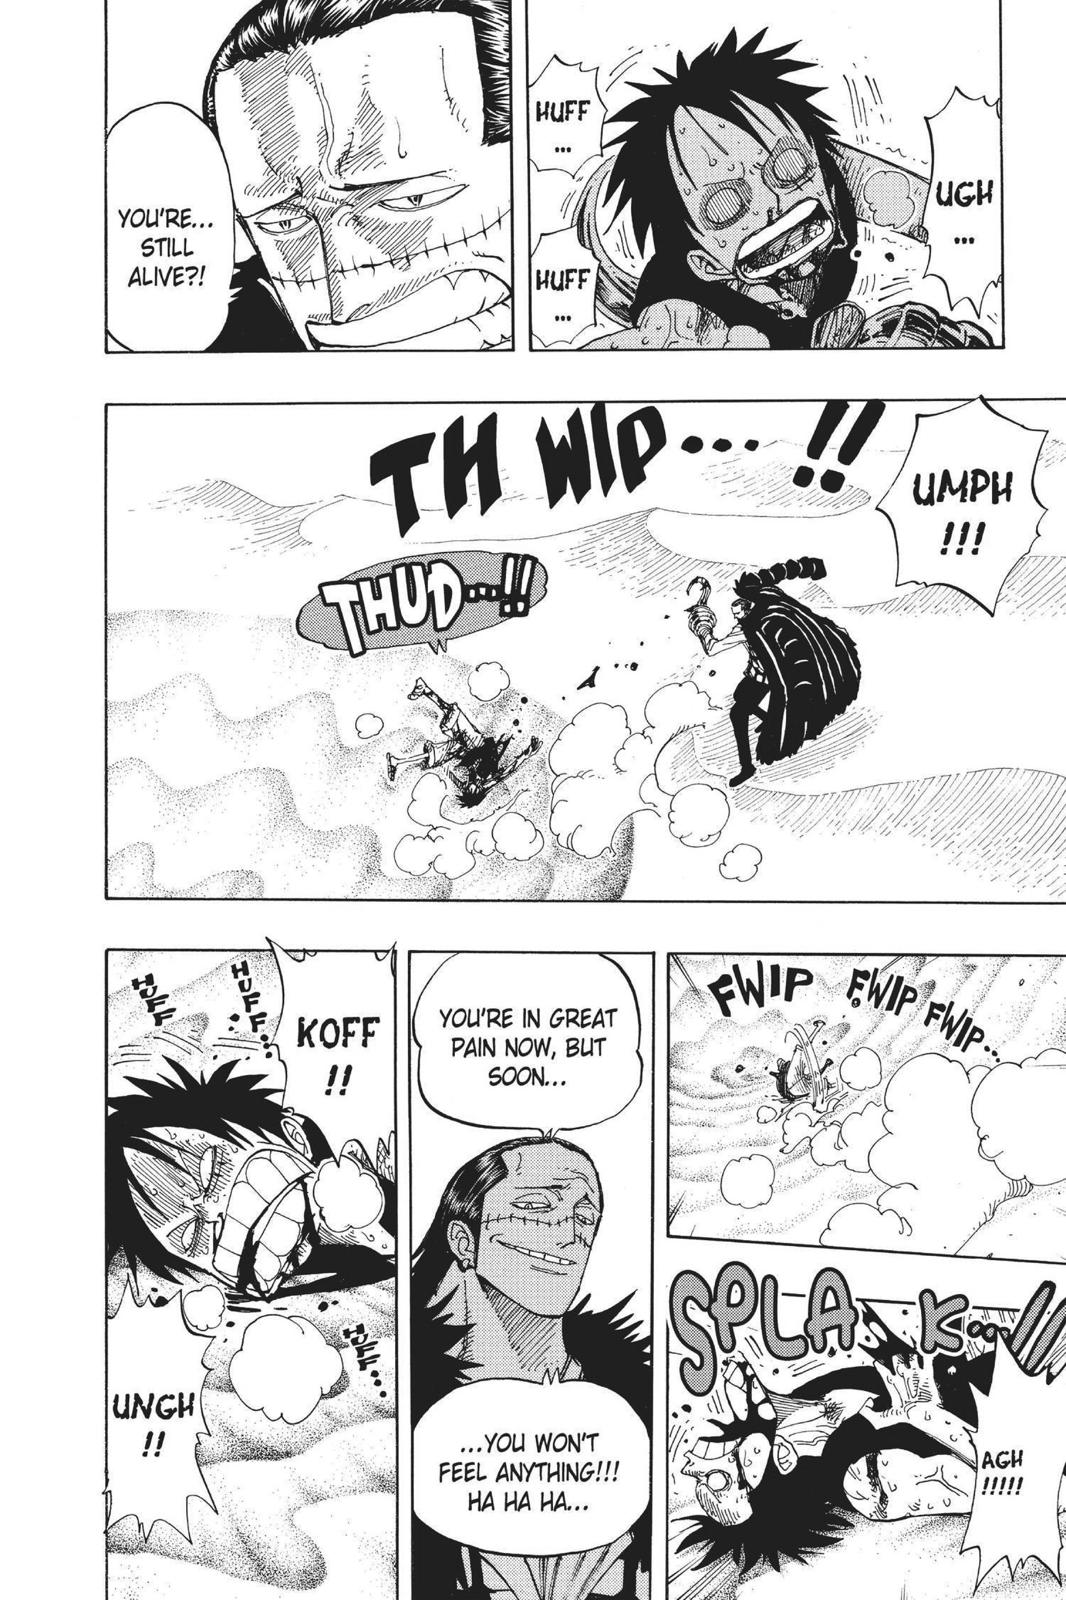 HUFF
...
UGH
...
HUFF
...
YOU'RE...
STILL
ALIVE?!
TH WIP...!!
UMPH
!!!
THUD...!!
FWIP FWIP FWIP...
SPLAK...!!
AGH
!!!!!
YOU'RE IN GREAT
PAIN NOW, BUT
SOON...
...YOU WON'T
FEEL ANYTHING!!!
HA HA HA...
HUFF...
HUFF
KOFF
!!
HUFF...
UNGH
!!